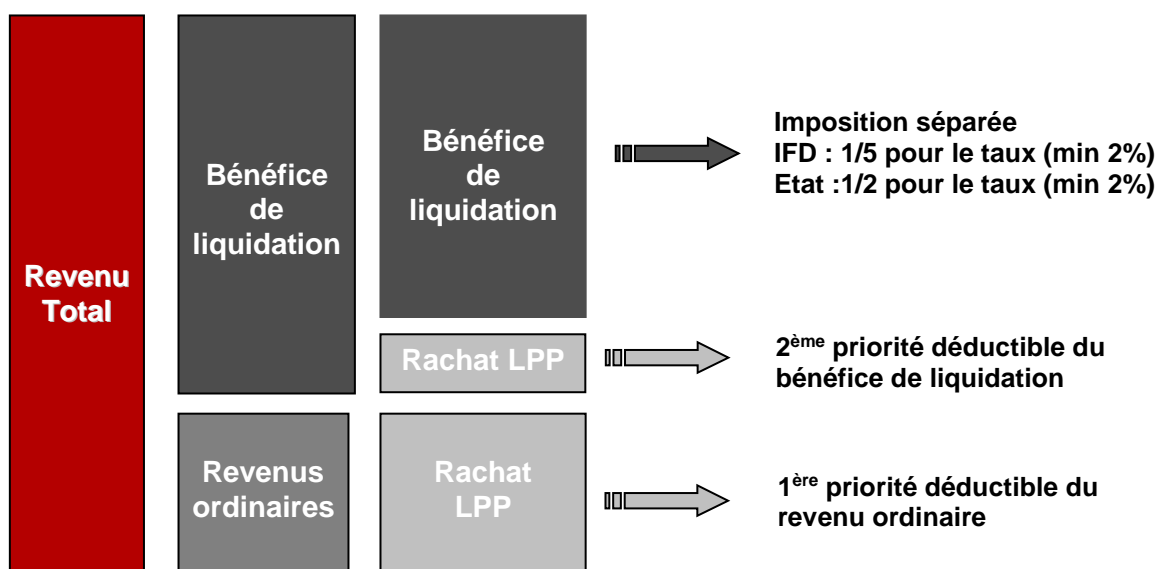 Revenu
Total
Bénéfice
de
liquidation
Bénéfice
de
liquidation
Imposition séparée
IFD : 1/5 pour le taux (min 2%)
Etat :1/2 pour le taux (min 2%)
Rachat LPP
2ème priorité déductible du
bénéfice de liquidation
Revenus
ordinaires
Rachat
LPP
1ère priorité déductible du
revenu ordinaire